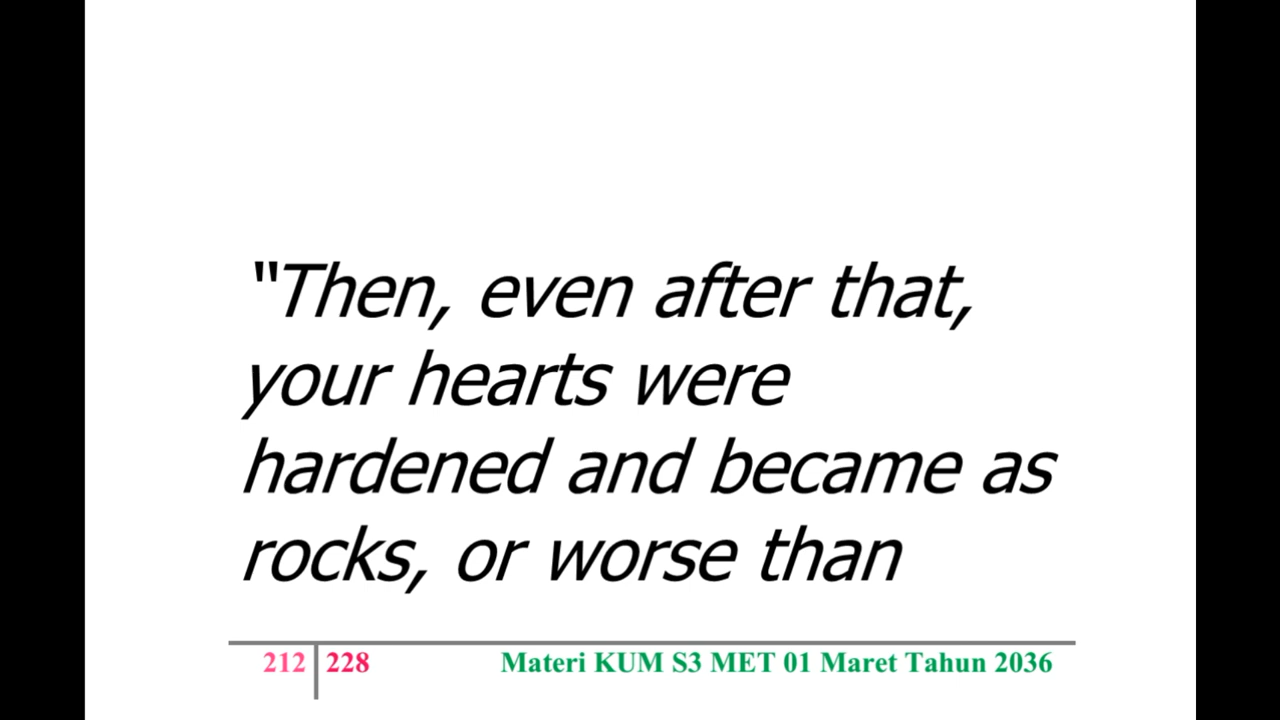 “Then, even after that,
your hearts were
hardened and became as
rocks, or worse than
212 228 Materi KUM S3 MET 01 Maret Tahun 2036